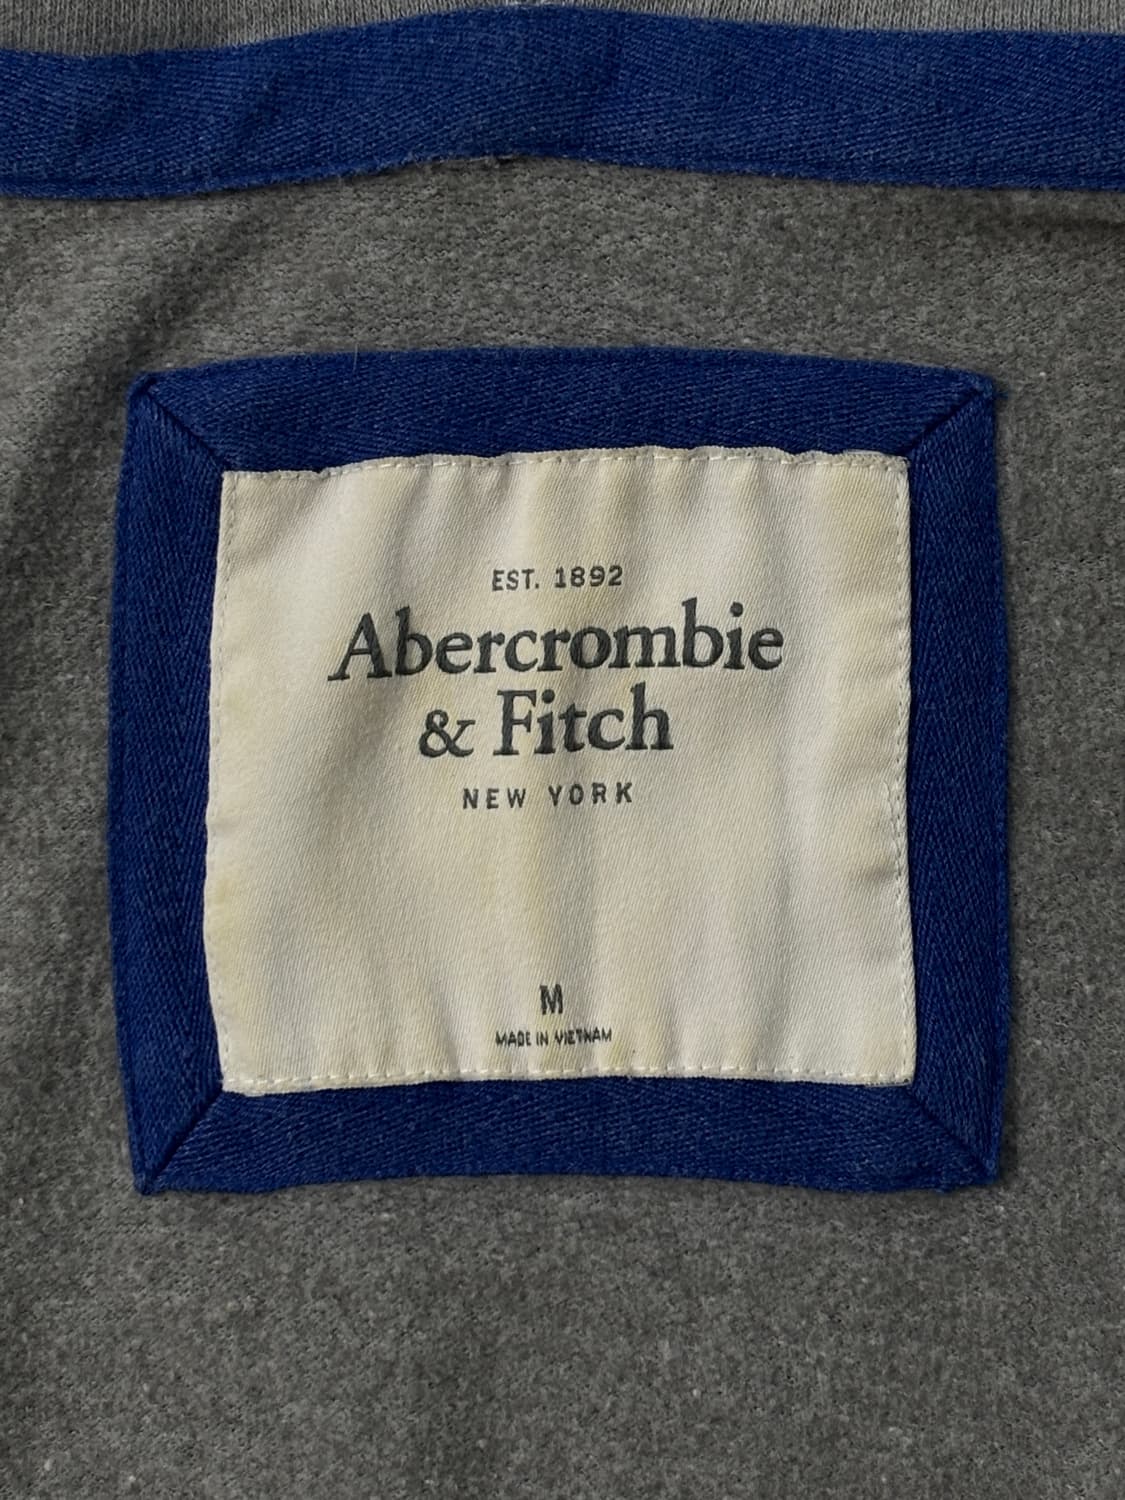 EST. 1892
Abercrombie
& Fitch
NEW YORK
M
MADE IN VIETNAM